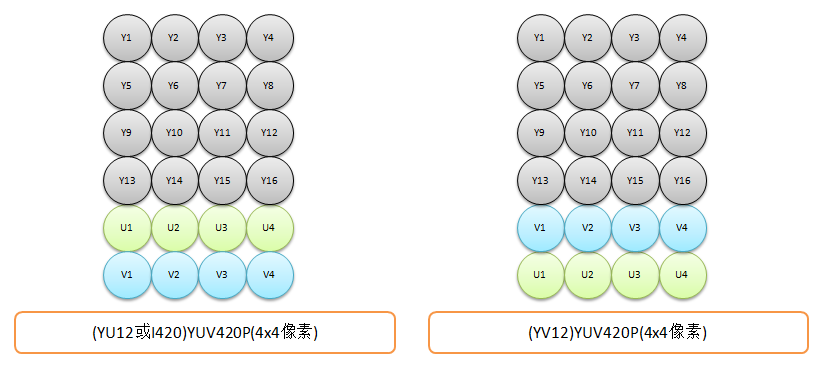 Y1 Y2 Y3 Y4
Y5 Y6 Y7 Y8
Y9 Y10 Y11 Y12
Y13 Y14 Y15 Y16
U1 U2 U3 U4
V1 V2 V3 V4
(YU12或I420)YUV420P(4x4像素)
Y1 Y2 Y3 Y4
Y5 Y6 Y7 Y8
Y9 Y10 Y11 Y12
Y13 Y14 Y15 Y16
V1 V2 V3 V4
U1 U2 U3 U4
(YV12)YUV420P(4x4像素)